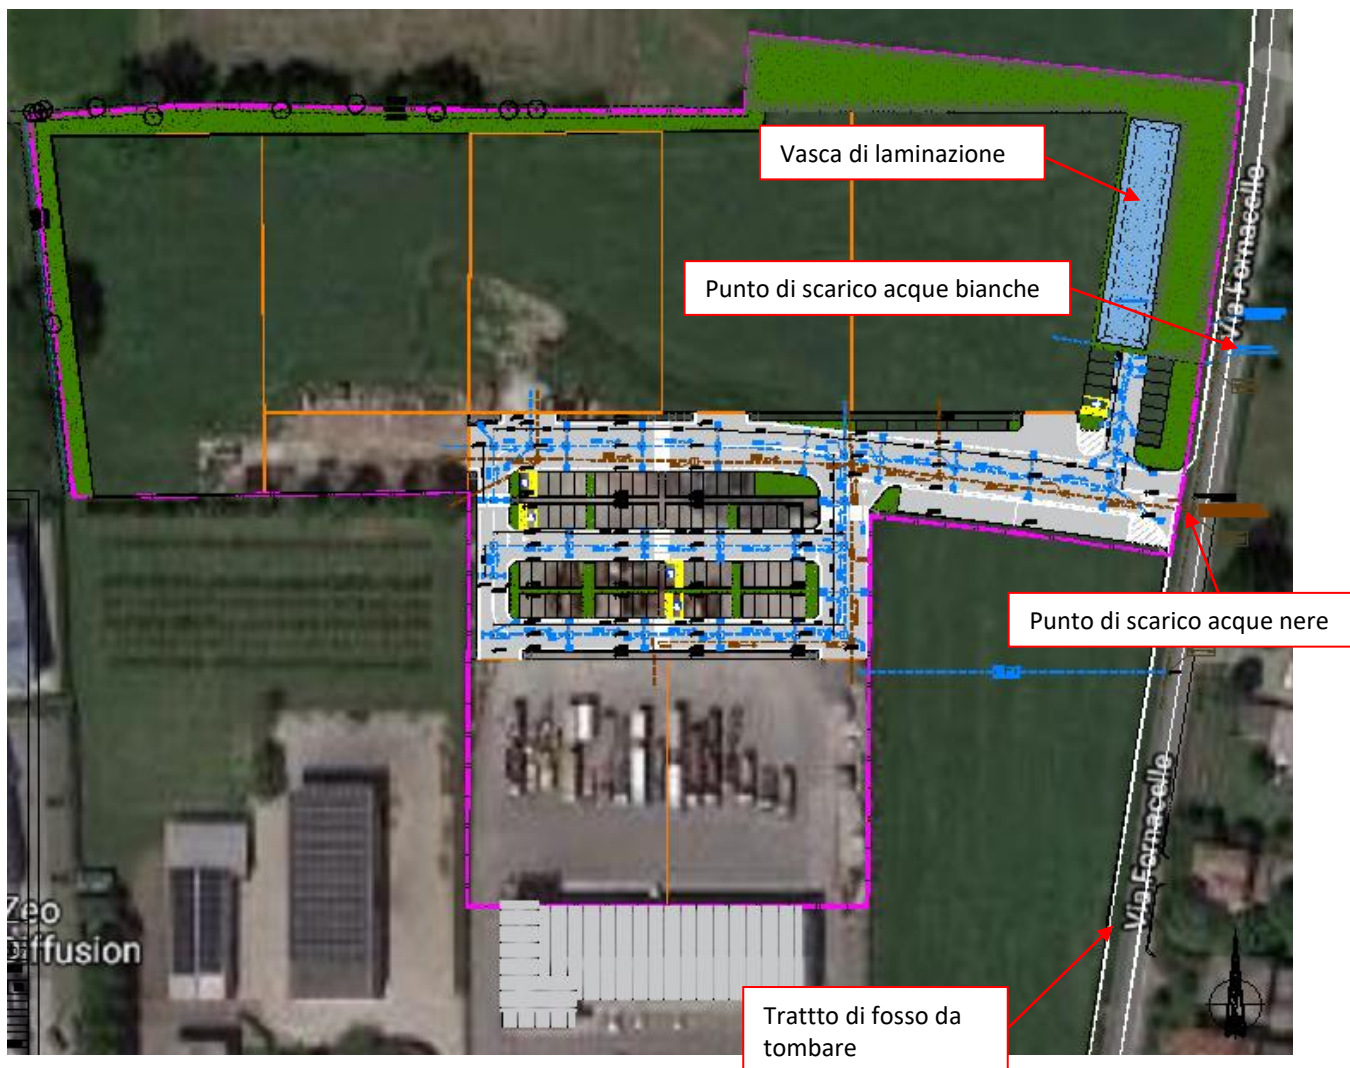 Vasca di laminazione
Via Fornacelle
Punto di scarico acque bianche
Punto di scarico acque nere
Via Fornacelle
Zeo
Diffusion
Trattto di fosso da
tombare